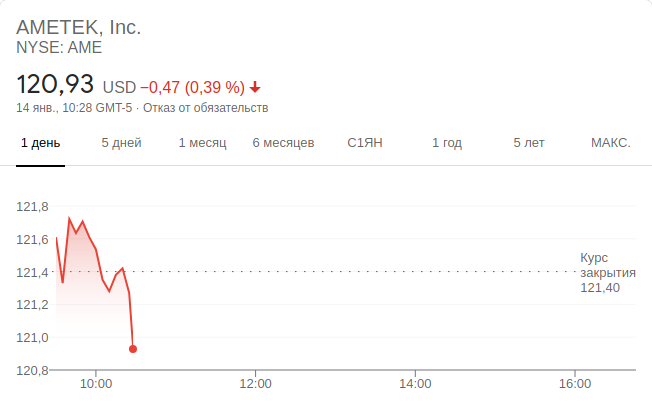 AMETEK, Inc.
NYSE: AME
120,93 USD −0,47 (0,39 %)
14 янв., 10:28 GMT-5 · Отказ от обязательств
1 день 5 дней 1 месяц 6 месяцев С1ЯН 1 год 5 лет МАКС.
121,8
121,6
Курс
121,4 закрытия
121,40
121,2
121,0
120,8
10:00 12:00 14:00 16:00